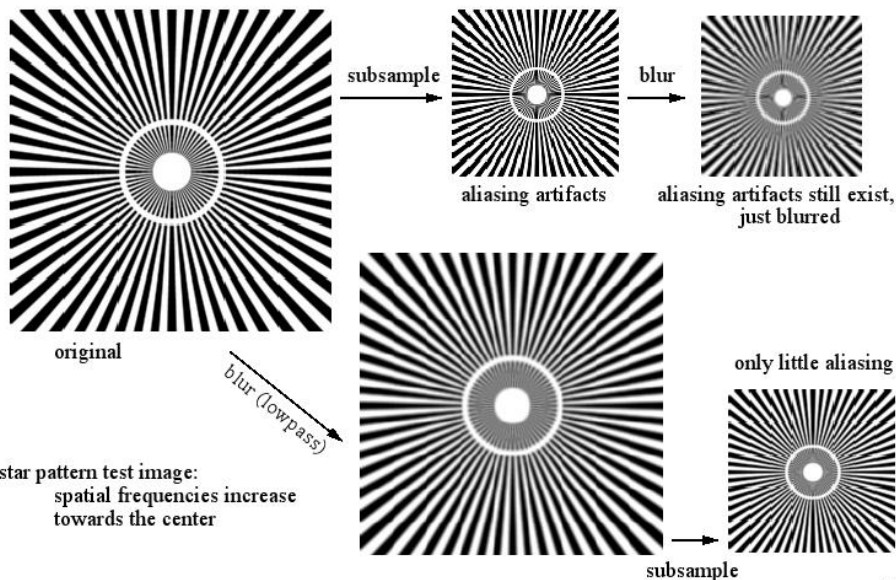 subsample
blur
aliasing artifacts
aliasing artifacts still exist,
just blurred
original
blur (lowpass)
only little aliasing
star pattern test image:
spatial frequencies increase
towards the center
subsample